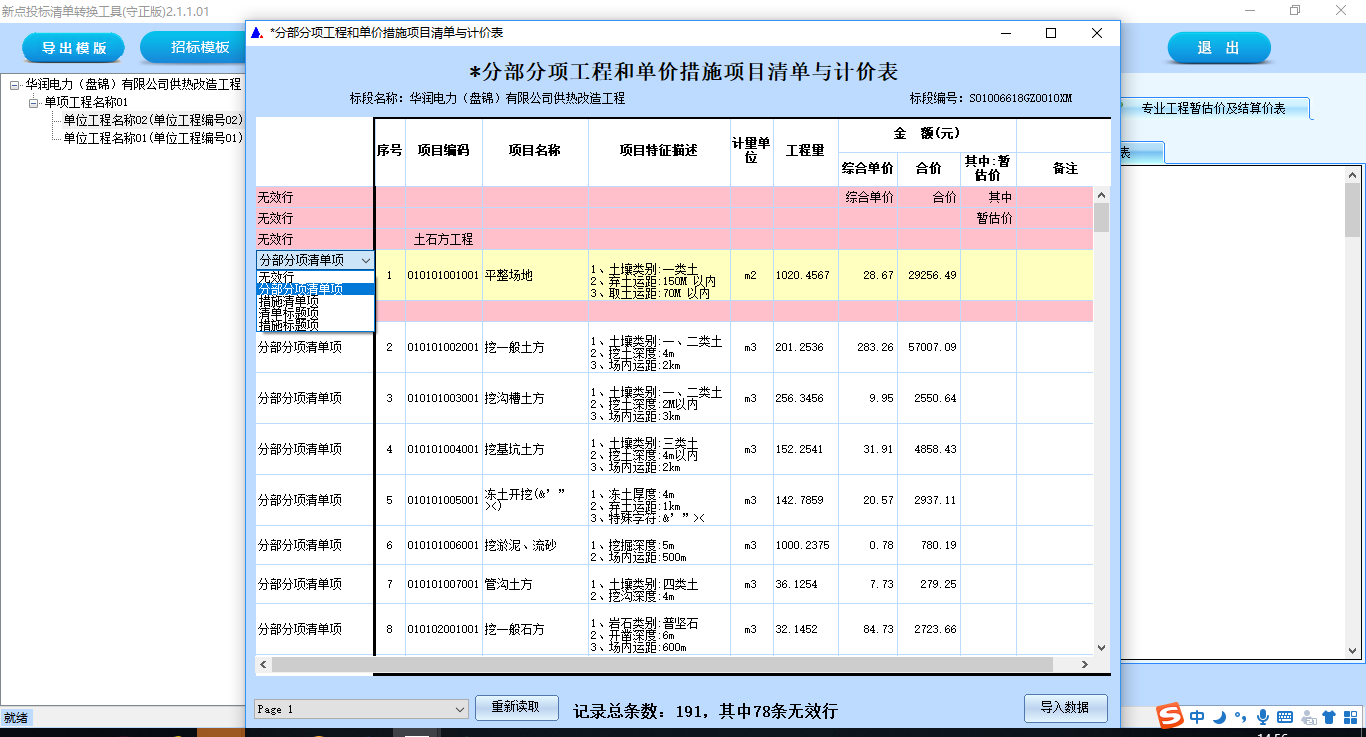 新点投标清单转换工具(守正版)2.1.1.01
导出模版
招标模板
退 出
华润电力（盘锦）有限公司供热改造工程
单项工程名称01
单位工程名称02(单位工程编号02)
单位工程名称01(单位工程编号01)
专业工程暂估价及结算价表
表
*分部分项工程和单价措施项目清单与计价表
*分部分项工程和单价措施项目清单与计价表
标段名称：华润电力（盘锦）有限公司供热改造工程
标段编号：S01006618GZ0010XM
序号 项目编码 项目名称 项目特征描述 计量单位 工程量 金 额(元)
综合单价 合价 其中:暂估价 备注
无效行 综合单价 合价 其中
无效行 暂估价
无效行 土石方工程
分部分项清单项
无效行
分部分项清单项
措施清单项
清单标题项
措施标题项
1 010101001001 平整场地
1、土壤类别:一类土
2、弃土运距:150M 以内
3、取土运距:70M 以内
m2 1020.4567 28.67 29256.49
分部分项清单项 2 010101002001 挖一般土方
1、土壤类别:一、二类土
2、挖土深度:4m
3、场内运距:2km
m3 201.2536 283.26 57007.09
分部分项清单项 3 010101003001 挖沟槽土方
1、土壤类别:一、二类土
2、挖土深度:2M以内
3、场内运距:3km
m3 256.3456 9.95 2550.64
分部分项清单项 4 010101004001 挖基坑土方
1、土壤类别:三类土
2、挖土深度:4m以内
3、场内运距:2km
m3 152.2541 31.91 4858.43
分部分项清单项 5 010101005001 冻土开挖(&’”
><)
1、冻土厚度:4m
2、弃土运距:1km
3、特殊字符:&’”><
m3 142.7859 20.57 2937.11
分部分项清单项 6 010101006001 挖淤泥、流砂
1、挖掘深度:5m
2、场内运距:500m
m3 1000.2375 0.78 780.19
分部分项清单项 7 010101007001 管沟土方
1、土壤类别:四类土
2、挖沟深度:4m
m3 36.1254 7.73 279.25
分部分项清单项 8 010102001001 挖一般石方
1、岩石类别:普坚石
2、开凿深度:6m
3、场内运距:600m
m3 32.1452 84.73 2723.66
Page 1
重新读取
记录总条数：191，其中78条无效行
导入数据
就绪
中
14:56